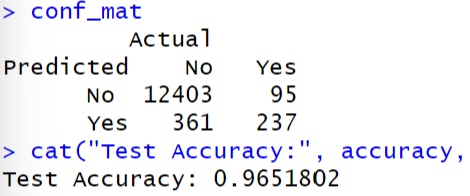 > conf_mat
Actual
Predicted No Yes
No 12403 95
Yes 361 237
> cat("Test Accuracy:", accuracy,
Test Accuracy: 0.9651802